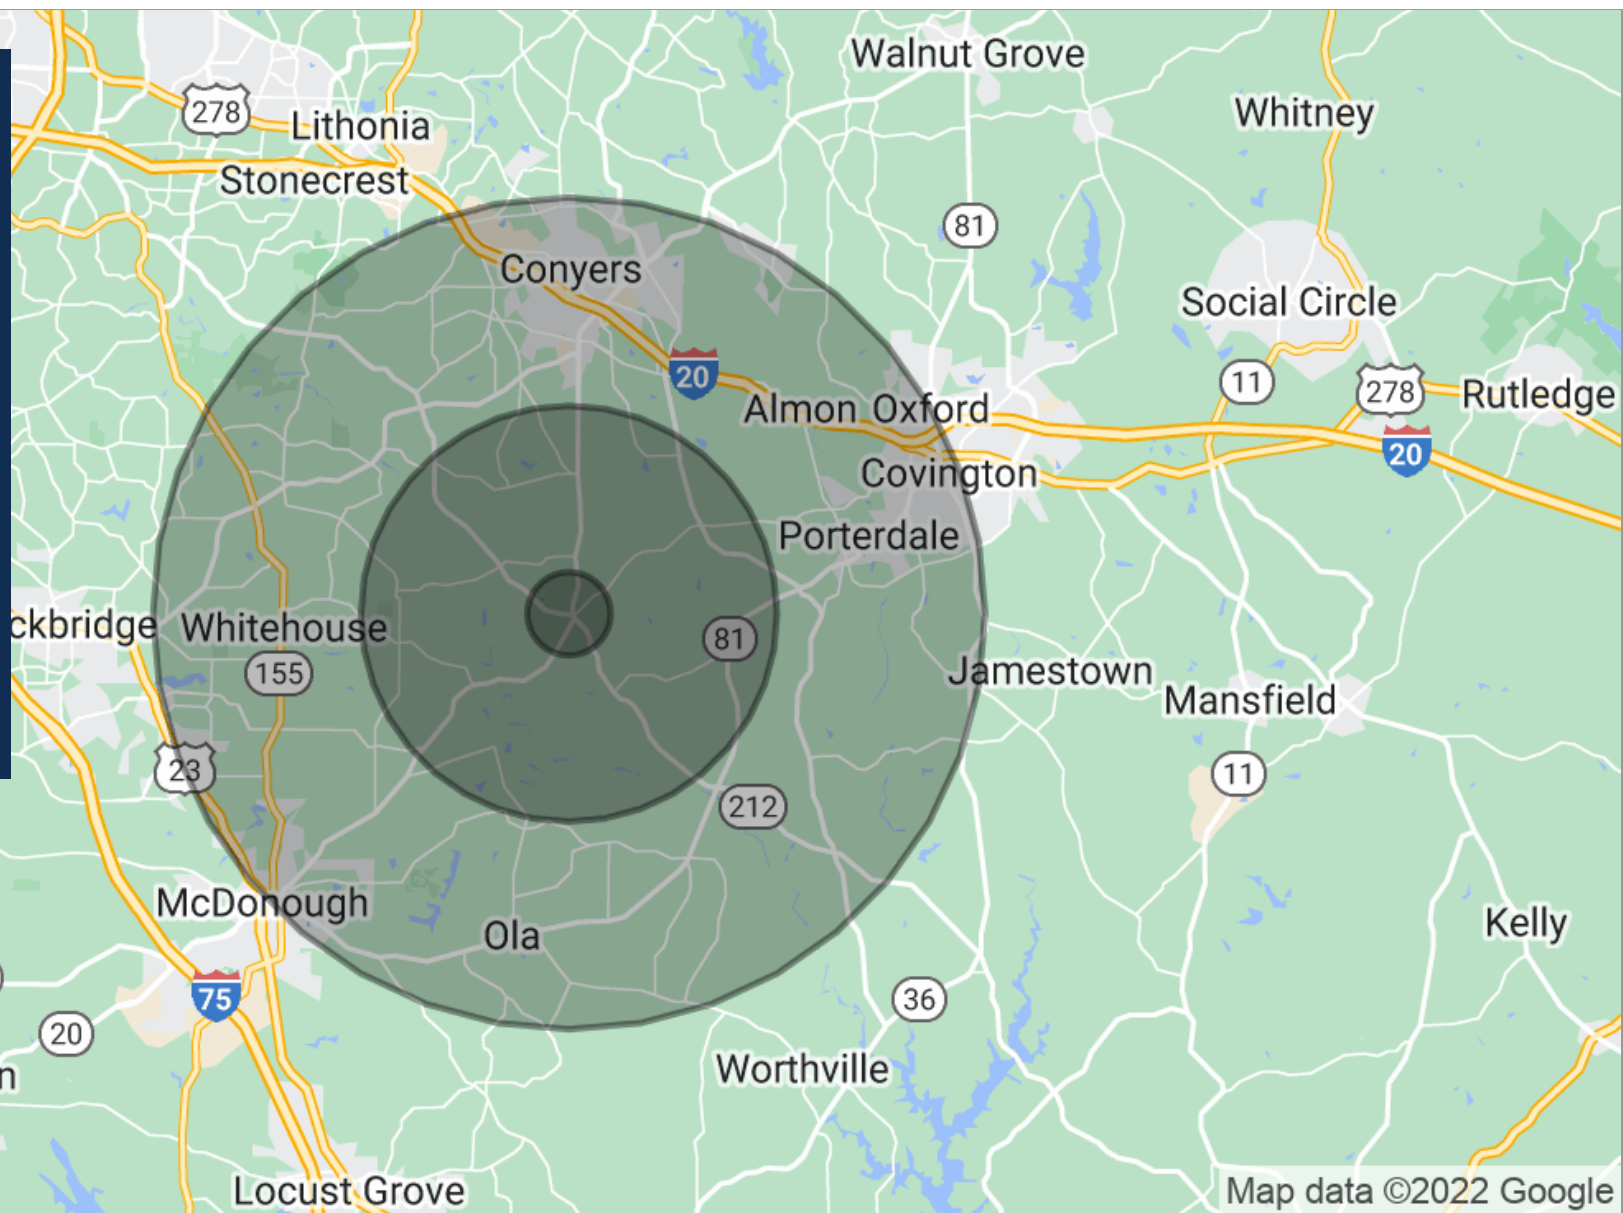 Walnut Grove
278
Lithonia
Whitney
Stonecrest
81
Conyers
Social Circle
20
11
278
Rutledge
Almon
Oxford
20
Covington
Porterdale
ckbridge
Whitehouse
81
155
Jamestown
Mansfield
23
11
212
McDonough
Ola
Kelly
75
36
20
Worthville
n
Locust Grove
Map data ©2022 Google